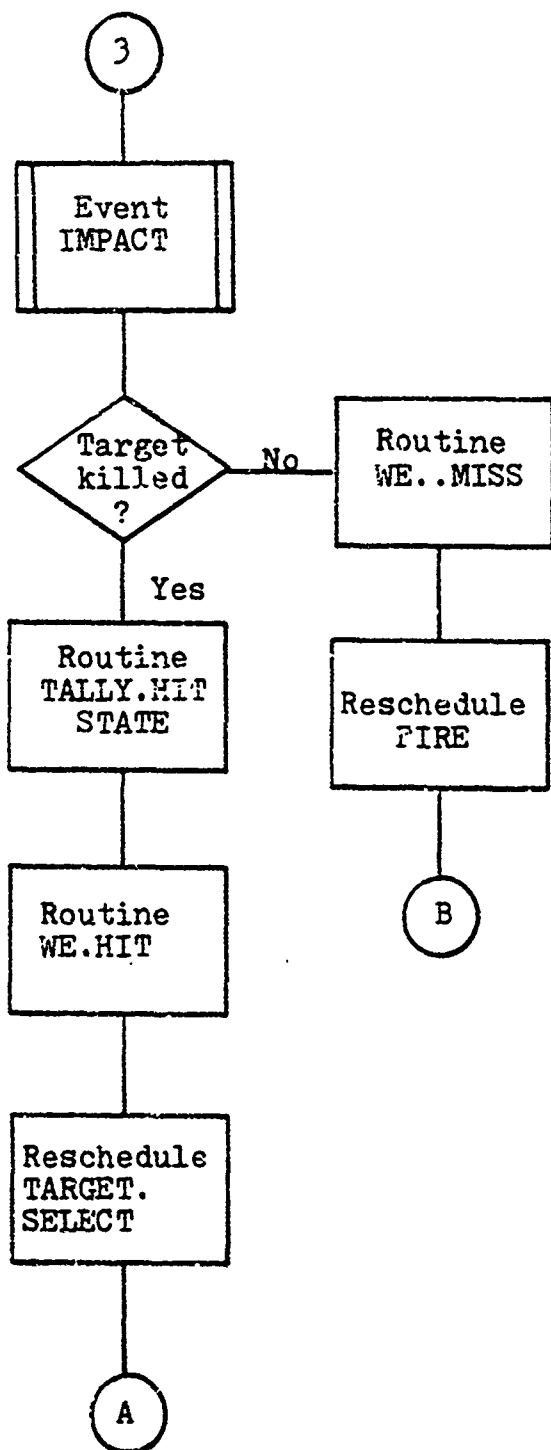 3
Event
IMPACT
Target
killed
?
No
Routine
WE..MISS
Yes
Routine
TALLY.HIT
STATE
Reschedule
FIRE
Routine
WE.HIT
B
Reschedule
TARGET.
SELECT
A